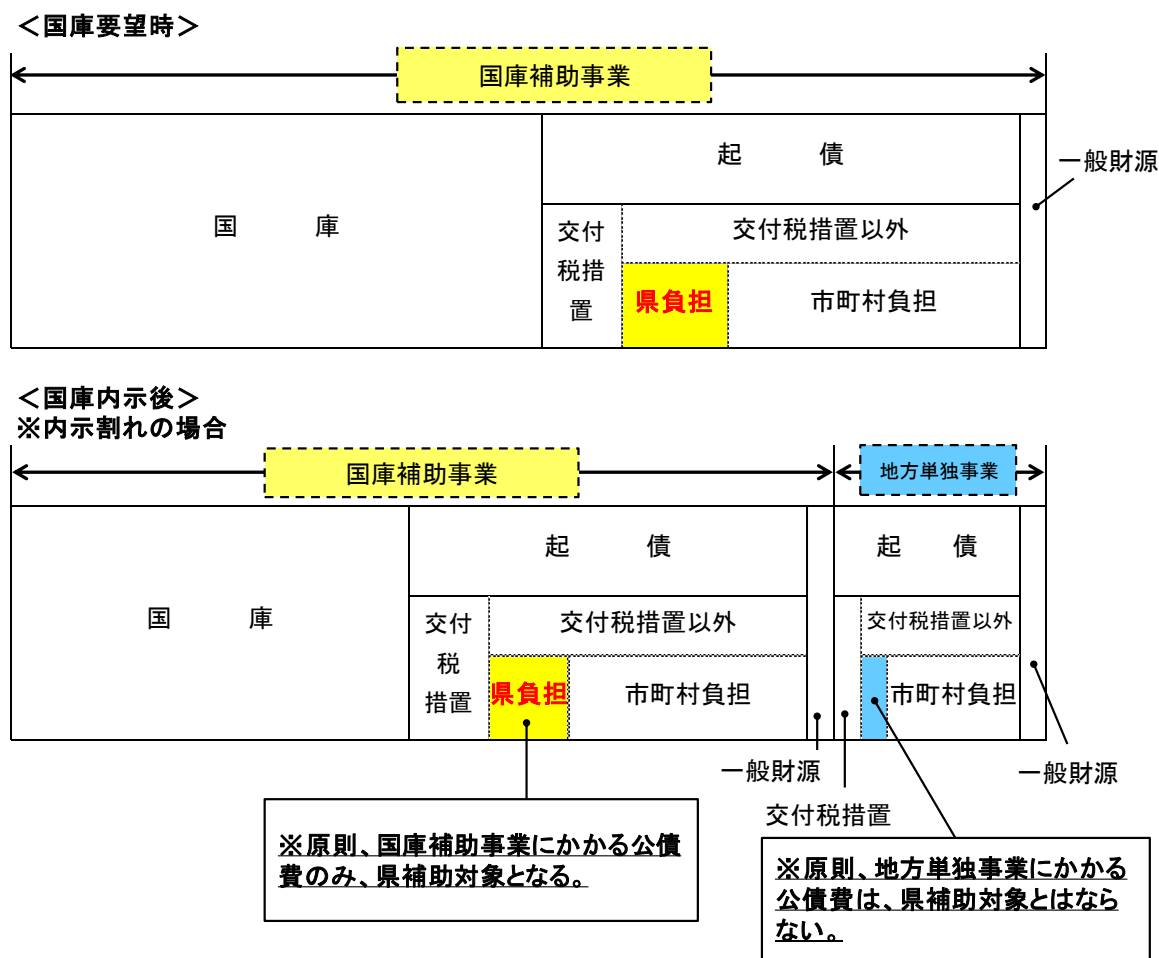 ＜国庫要望時＞
国庫補助事業
起　　債
一般財源
国　　庫
交付
税措
置
交付税措置以外
県負担
市町村負担
＜国庫内示後＞
※内示割れの場合
国庫補助事業
地方単独事業
起　　債
起　　債
国　　庫
交付
税
措置
交付税措置以外
交付税措置以外
県負担
市町村負担
市町村負担
一般財源
一般財源
交付税措置
※原則、国庫補助事業にかかる公債
費のみ、県補助対象となる。
※原則、地方単独事業にかかる
公債費は、県補助対象とはなら
ない。